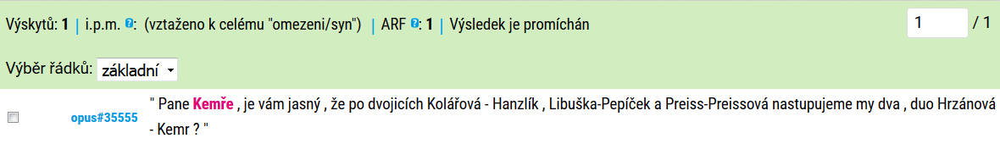 Výskytů: 1 | i.p.m. ?: (vztaženo k celému "omezeni/syn") | ARF ?: 1 | Výsledek je promíchán 1 / 1
Výběr řádků: základní
opus#35555 " Pane Kemře , je vám jasný , že po dvojicích Kolářová - Hanzlík , Libuška-Pepíček a Preiss-Preissová nastupujeme my dva , duo Hrzánová
- Kemr ? "